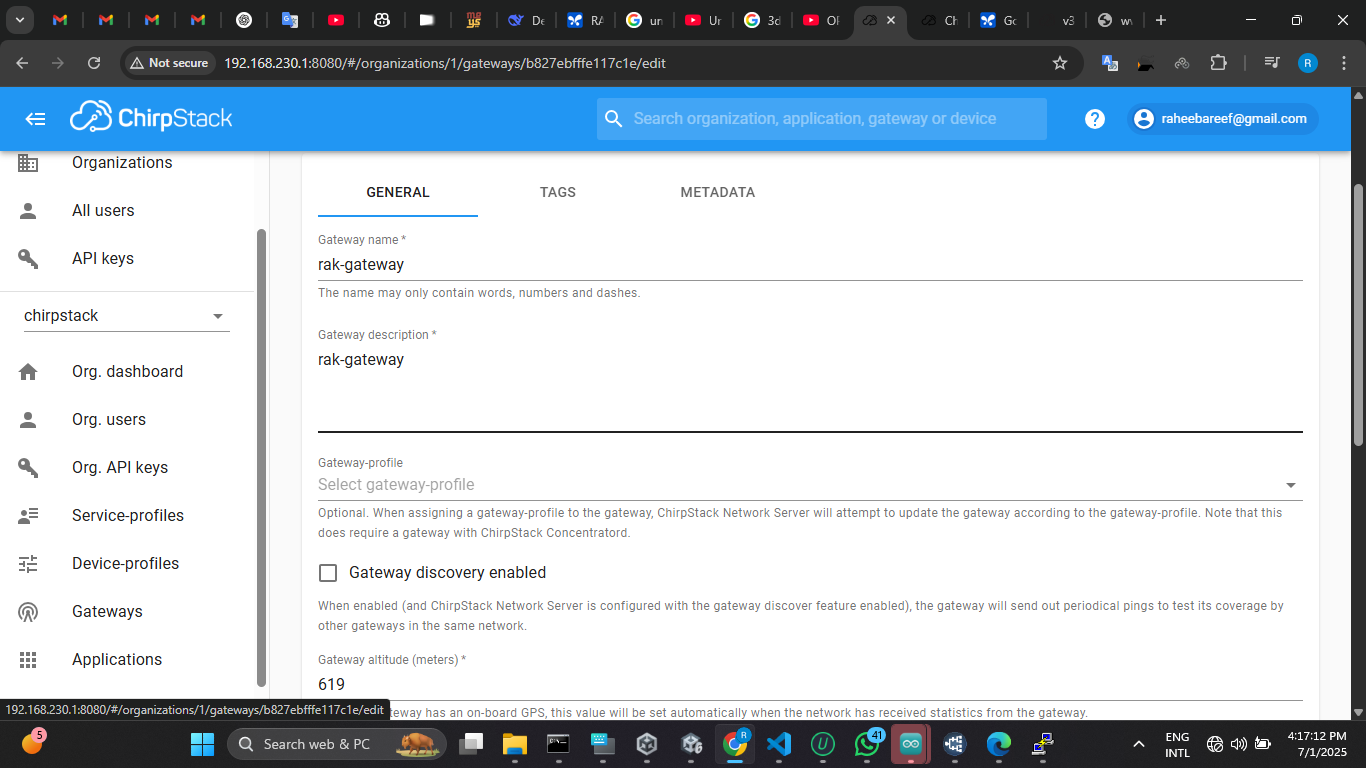 De
RA
un
Ur
3d
Ol
Ch
Go
v3
Not secure
192.168.230.1:8080/#/organizations/1/gateways/b827ebfffe117c1e/edit
R
ChirpStack
Search organization, application, gateway or device
raheebareef@gmail.com
Organizations
All users
API keys
chirpstack
Org. dashboard
Org. users
Org. API keys
Service-profiles
Device-profiles
Gateways
Applications
GENERAL
TAGS
METADATA
Gateway name *
rak-gateway
The name may only contain words, numbers and dashes.
Gateway description *
rak-gateway
Gateway-profile
Select gateway-profile
Optional. When assigning a gateway-profile to the gateway, ChirpStack Network Server will attempt to update the gateway according to the gateway-profile. Note that this
does require a gateway with ChirpStack Concentratord.
Gateway discovery enabled
When enabled (and ChirpStack Network Server is configured with the gateway discover feature enabled), the gateway will send out periodical pings to test its coverage by
other gateways in the same network.
Gateway altitude (meters) *
619
192.168.230.1:8080/#/organizations/1/gateways/b827ebfffe117c1e/edit
eway has an on-board GPS, this value will be set automatically when the network has received statistics from the gateway.
5
Search web & PC
R
41
ENG
INTL
4:17:12 PM
7/1/2025